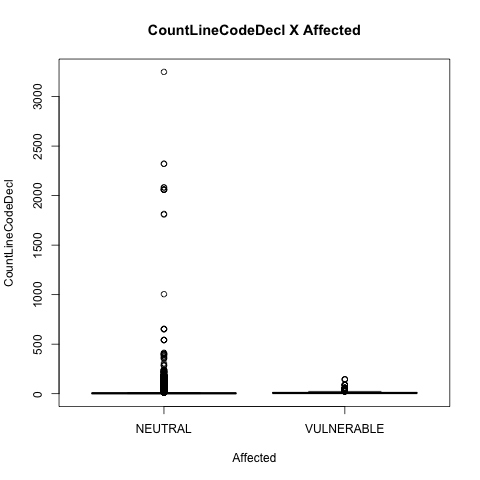 CountLineCodeDecl X Affected
CountLineCodeDecl
3000
2500
2000
1500
1000
500
0
NEUTRAL
VULNERABLE
Affected